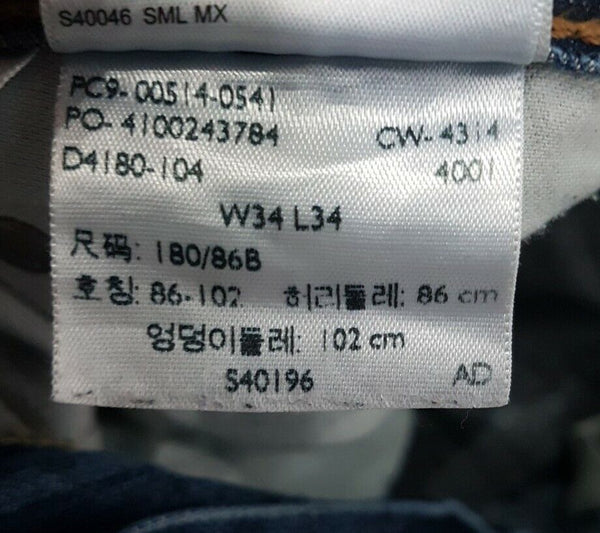 S40046 SML MX
PC9-00514-0541
PO-4100243784 CW-4314
D4180-104 4001
W34 L34
尺码: 180/86B
호칭: 86-102 허리둘레: 86 cm
엉덩이둘레: 102 cm
S40196 AD